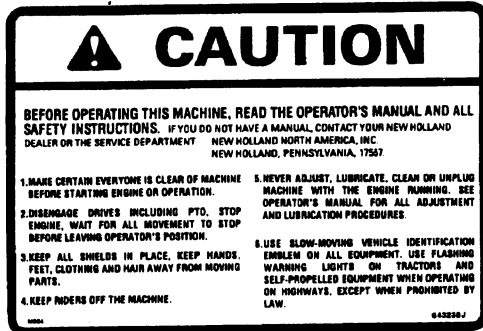 CAUTION
BEFORE OPERATING THIS MACHINE, READ THE OPERATOR'S MANUAL AND ALL
SAFETY INSTRUCTIONS. IF YOU DO NOT HAVE A MANUAL, CONTACT YOUR NEW HOLLAND
DEALER OR THE SERVICE DEPARTMENT NEW HOLLAND NORTH AMERICA, INC.
NEW HOLLAND, PENNSYLVANIA, 17557
1. MAKE CERTAIN EVERYONE IS CLEAR OF MACHINE
BEFORE STARTING ENGINE OR OPERATION.
2. DISENGAGE DRIVES INCLUDING PTO, STOP
ENGINE, WAIT FOR ALL MOVEMENT TO STOP
BEFORE LEAVING OPERATOR'S POSITION.
3. KEEP ALL SHIELDS IN PLACE, KEEP HANDS,
FEET, CLOTHING AND HAIR AWAY FROM MOVING
PARTS.
4. KEEP RIDERS OFF THE MACHINE.
5. NEVER ADJUST, LUBRICATE, CLEAN OR UNPLUG
MACHINE WITH THE ENGINE RUNNING. SEE
OPERATOR'S MANUAL FOR ALL ADJUSTMENT
AND LUBRICATION PROCEDURES.
6. USE SLOW-MOVING VEHICLE IDENTIFICATION
EMBLEM ON ALL EQUIPMENT. USE FLASHING
WARNING LIGHTS ON TRACTORS AND
SELF-PROPELLED EQUIPMENT WHEN OPERATING
ON HIGHWAYS, EXCEPT WHEN PROHIBITED BY
LAW.
643238J